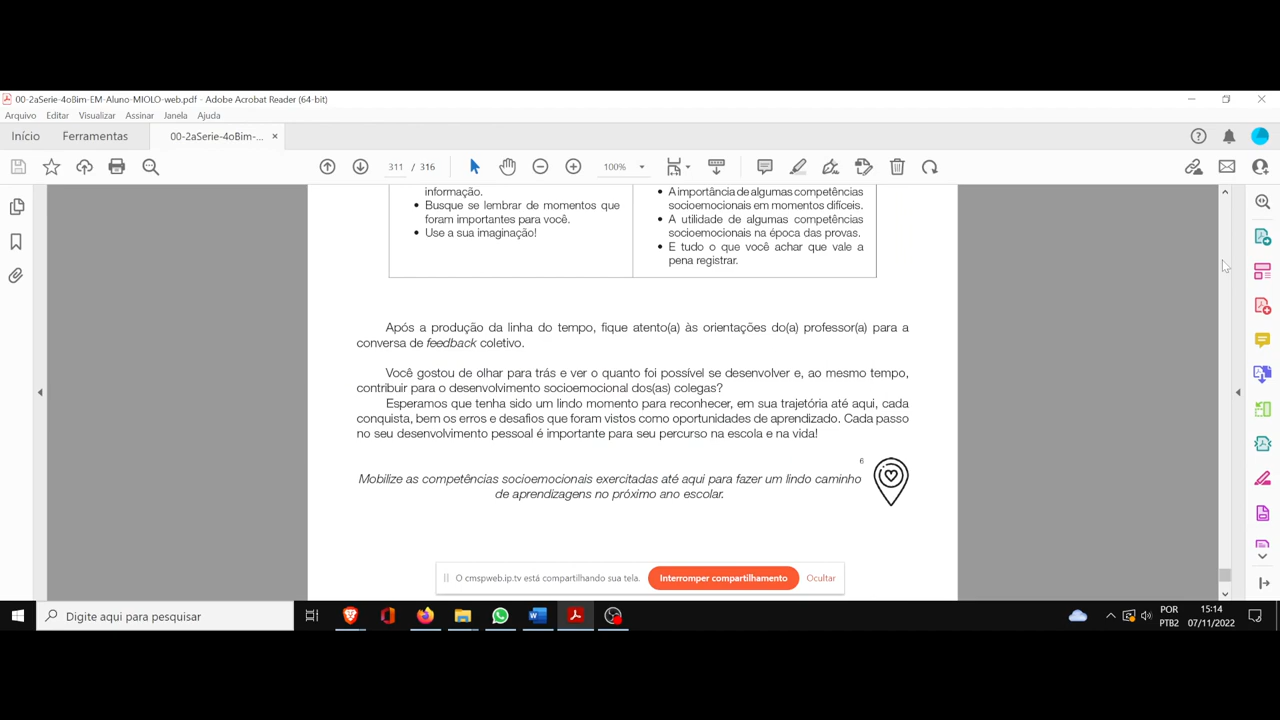 00-2aSerie-4oBim-EM-Aluno-MIOLO-web.pdf - Adobe Acrobat Reader (64-bit)
Arquivo Editar Visualizar Assinar Janela Ajuda
Início Ferramentas 00-2aSerie-4oBim-... ×
311 / 316 100%
informação.
• Busque se lembrar de momentos que
foram importantes para você.
• Use a sua imaginação!
• A importância de algumas competências
socioemocionais em momentos difíceis.
• A utilidade de algumas competências
socioemocionais na época das provas.
• E tudo o que você achar que vale a
pena registrar.
Após a produção da linha do tempo, fique atento(a) às orientações do(a) professor(a) para a
conversa de feedback coletivo.
Você gostou de olhar para trás e ver o quanto foi possível se desenvolver e, ao mesmo tempo,
contribuir para o desenvolvimento socioemocional dos(as) colegas?
Esperamos que tenha sido um lindo momento para reconhecer, em sua trajetória até aqui, cada
conquista, bem os erros e desafios que foram vistos como oportunidades de aprendizado. Cada passo
no seu desenvolvimento pessoal é importante para seu percurso na escola e na vida!
6
Mobilize as competências socioemocionais exercitadas até aqui para fazer um lindo caminho
de aprendizagens no próximo ano escolar.
O cmspweb.ip.tv está compartilhando sua tela. Interromper compartilhamento Ocultar
Digite aqui para pesquisar
POR 15:14
PTB2 07/11/2022